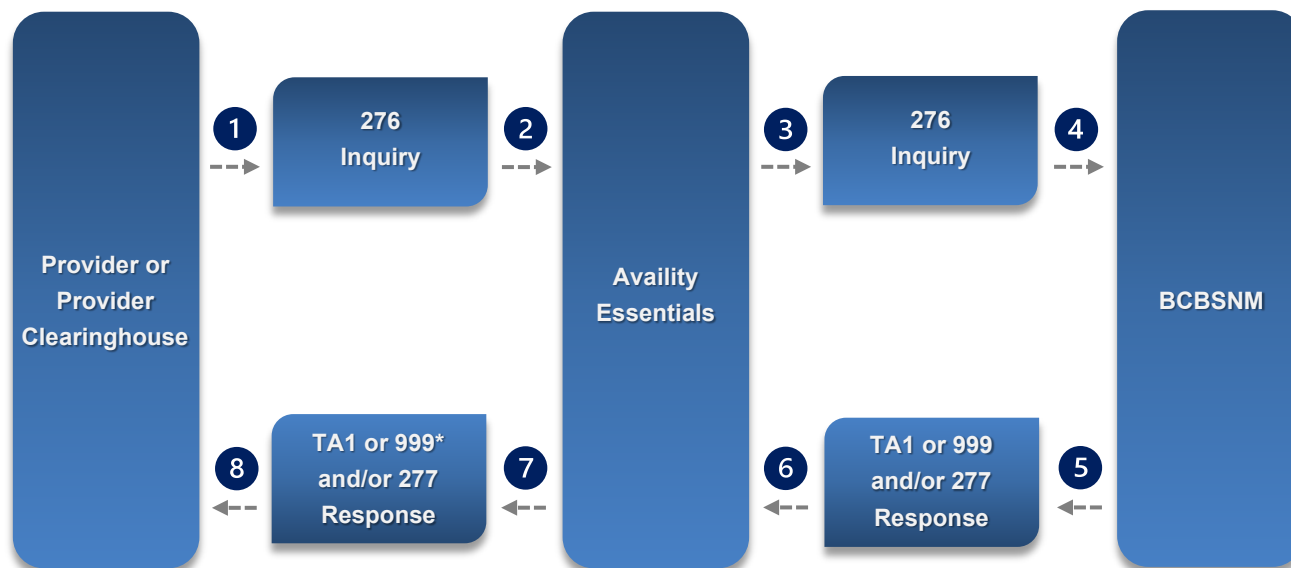 Provider or
Provider
Clearinghouse
1
276
Inquiry
2
Availity
Essentials
3
276
Inquiry
4
BCBSNM
5
TA1 or 999
and/or 277
Response
6
7
TA1 or 999*
and/or 277
Response
8